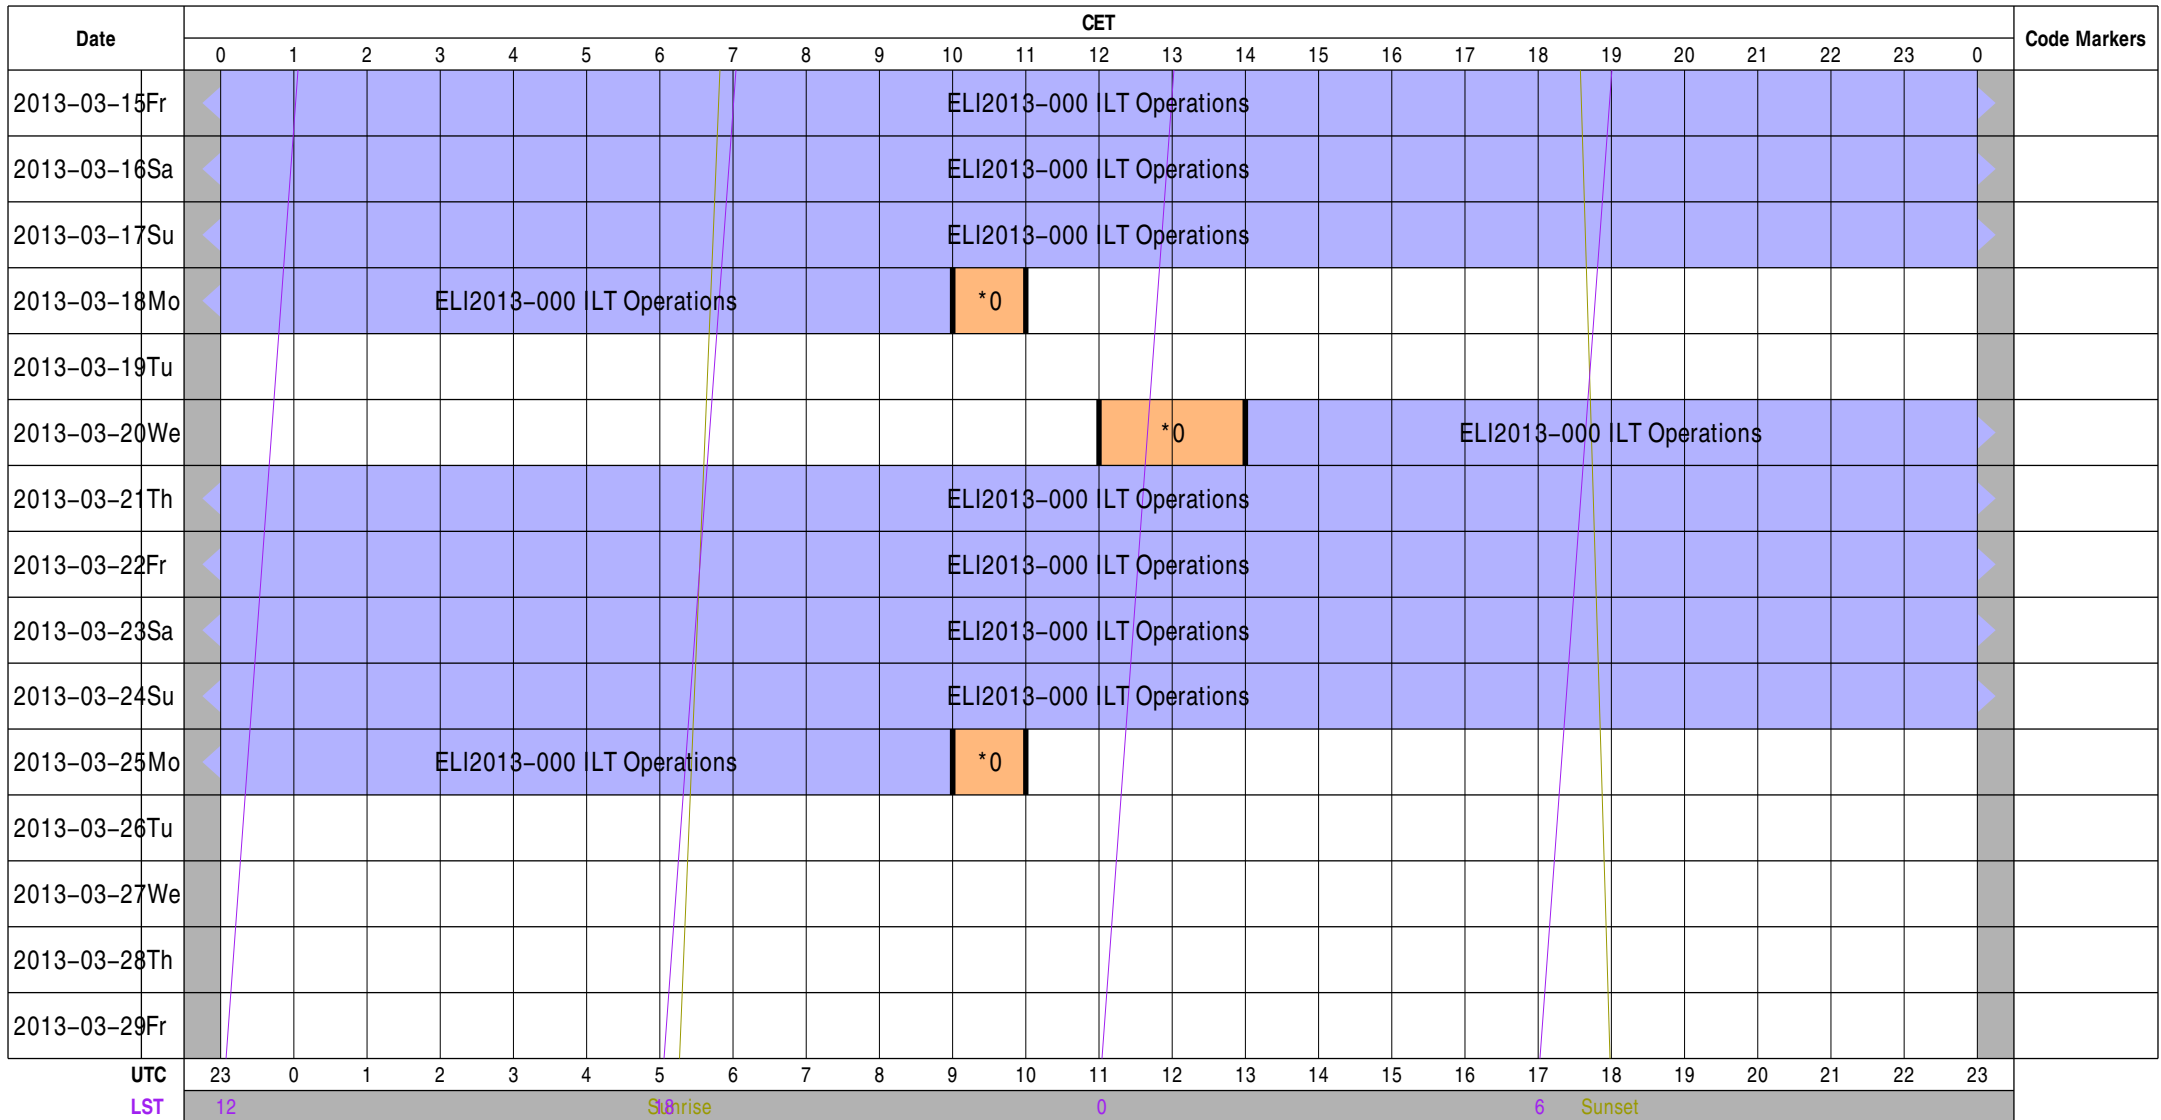 Date CET Code Markers
0 1 2 3 4 5 6 7 8 9 10 11 12 13 14 15 16 17 18 19 20 21 22 23 0
2013-03-15Fr ELI2013-000 ILT Operations
2013-03-16Sa ELI2013-000 ILT Operations
2013-03-17Su ELI2013-000 ILT Operations
2013-03-18Mo ELI2013-000 ILT Operations *0
2013-03-19Tu
2013-03-20We *0 ELI2013-000 ILT Operations
2013-03-21Th ELI2013-000 ILT Operations
2013-03-22Fr ELI2013-000 ILT Operations
2013-03-23Sa ELI2013-000 ILT Operations
2013-03-24Su ELI2013-000 ILT Operations
2013-03-25Mo ELI2013-000 ILT Operations *0
2013-03-26Tu
2013-03-27We
2013-03-28Th
2013-03-29Fr
UTC 23 0 1 2 3 4 5 6 7 8 9 10 11 12 13 14 15 16 17 18 19 20 21 22 23
LST 12 Sunrise 18 0 6 Sunset